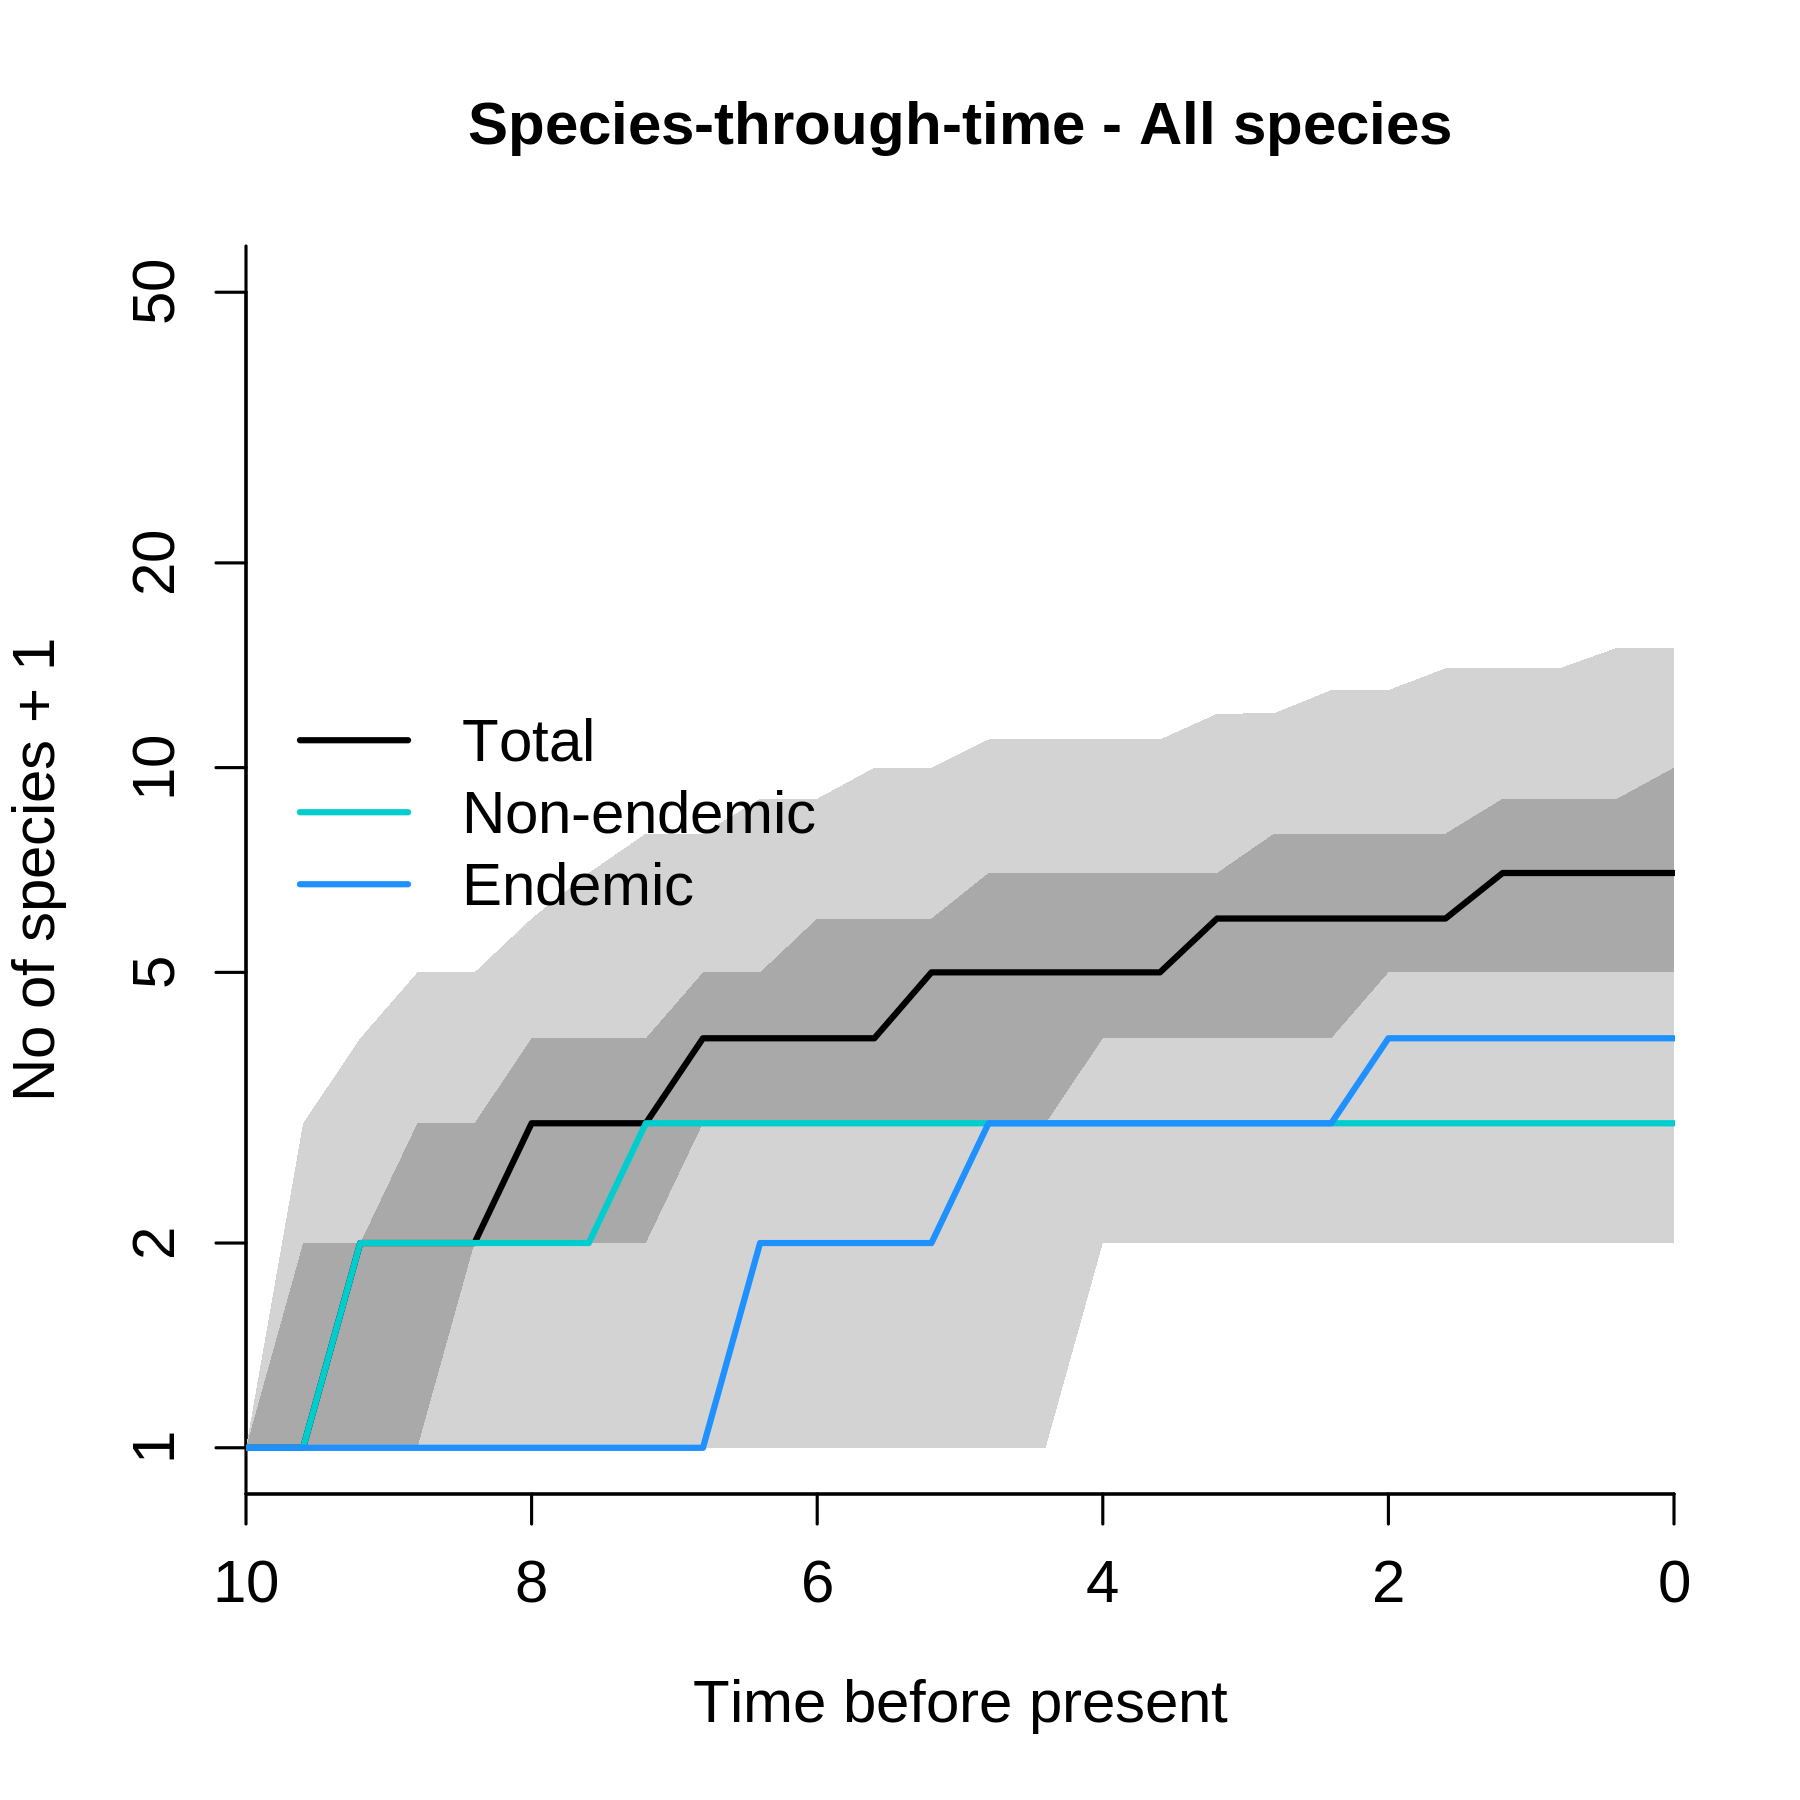 Species-through-time - All species
No of species + 1
50
20
10
5
2
1
Total
Non-endemic
Endemic
10 8 6 4 2 0
Time before present